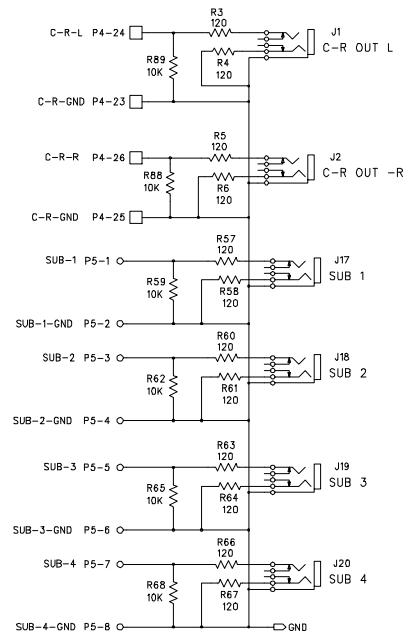 R3
120
J1
C-R-L P4-24
C-R OUT L
R89
10K
R4
120
C-R-GND P4-23
R5
120
J2
C-R-R P4-26
C-R OUT -R
R88
10K
R6
120
C-R-GND P4-25
R57
120
J17
SUB-1 P5-1
SUB 1
R59
10K
R58
120
SUB-1-GND P5-2
R60
120
J18
SUB-2 P5-3
SUB 2
R62
10K
R61
120
SUB-2-GND P5-4
R63
120
J19
SUB-3 P5-5
SUB 3
R65
10K
R64
120
SUB-3-GND P5-6
R66
120
J20
SUB-4 P5-7
SUB 4
R68
10K
R67
120
SUB-4-GND P5-8
GND